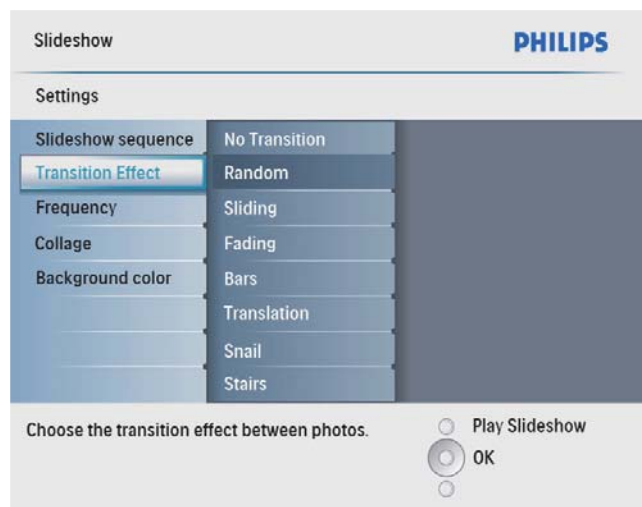 Slideshow
PHILIPS
Settings
Slideshow sequence
Transition Effect
Frequency
Collage
Background color
No Transition
Random
Sliding
Fading
Bars
Translation
Snail
Stairs
Choose the transition effect between photos.
Play Slideshow
OK